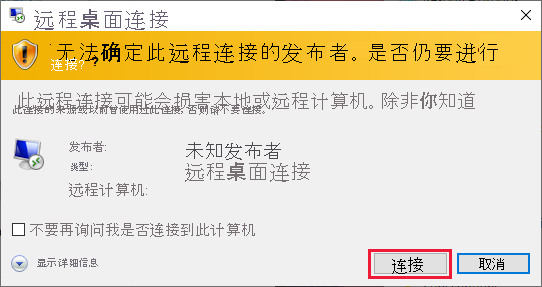 远程桌面连接
无法确定此远程连接的发布者。是否仍要进行
连接?
此远程连接可能会损害本地或远程计算机。除非你知道
此连接的来源或以前曾使用过此连接,否则请不要连接。
发布者:
未知发布者
类型:
远程桌面连接
远程计算机:
不要再询问我是否连接到此计算机
显示详细信息
连接
取消